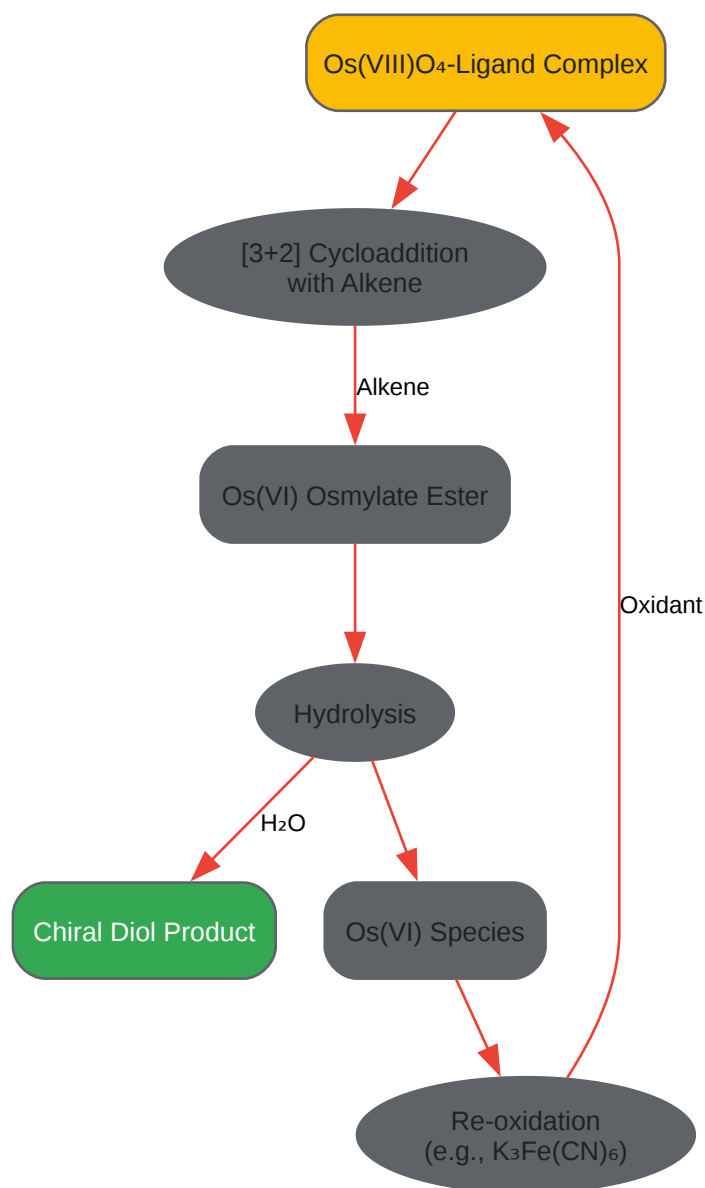 Os(VIII)O₄-Ligand Complex
[3+2] Cycloaddition
with Alkene
Alkene
Os(VI) Osmylate Ester
Oxidant
Hydrolysis
H₂O
Chiral Diol Product
Os(VI) Species
Re-oxidation
(e.g., K₃Fe(CN)₆)